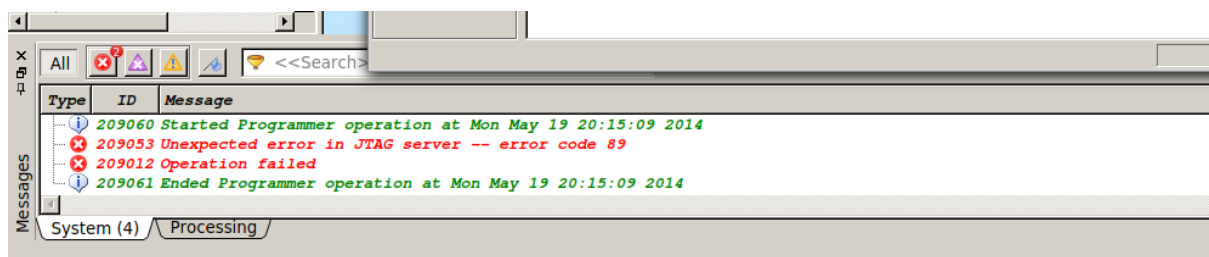 2
All <<Search>
Type ID Message
209060 Started Programmer operation at Mon May 19 20:15:09 2014
209053 Unexpected error in JTAG server -- error code 89
209012 Operation failed
209061 Ended Programmer operation at Mon May 19 20:15:09 2014
Messages
System (4) Processing